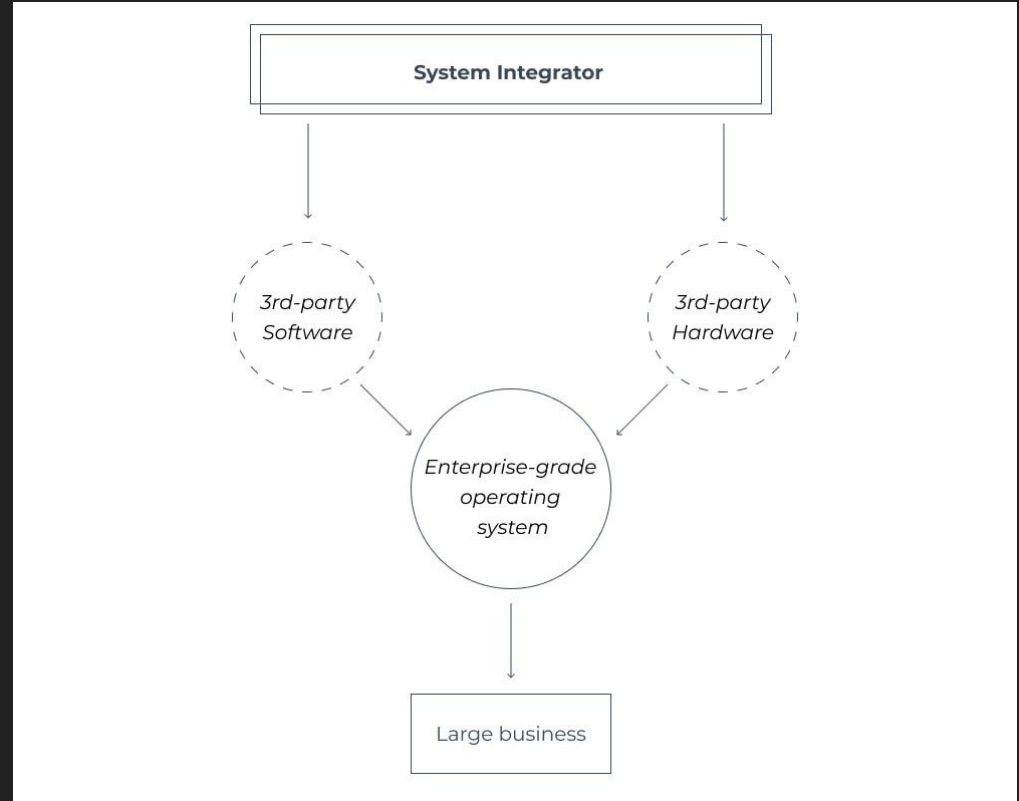 System Integrator
3rd-party
Software
3rd-party
Hardware
Enterprise-grade
operating
system
Large business